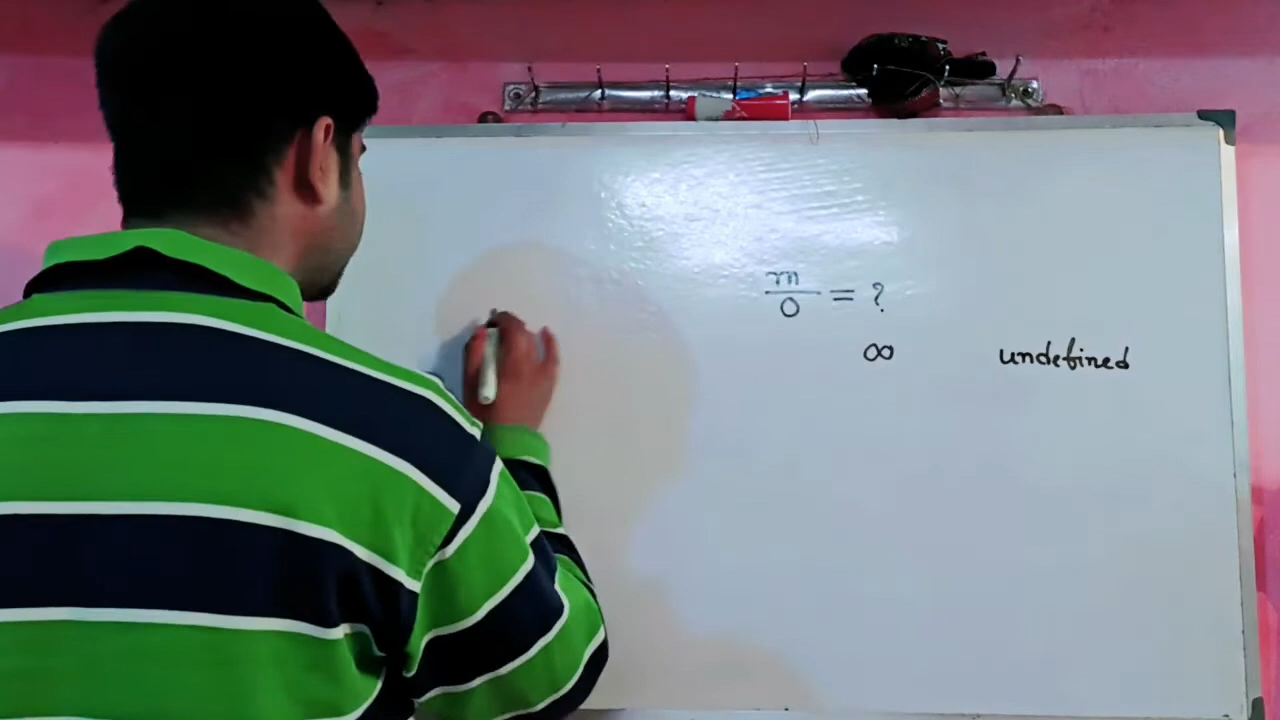 m/0 = ?
∞ undefined